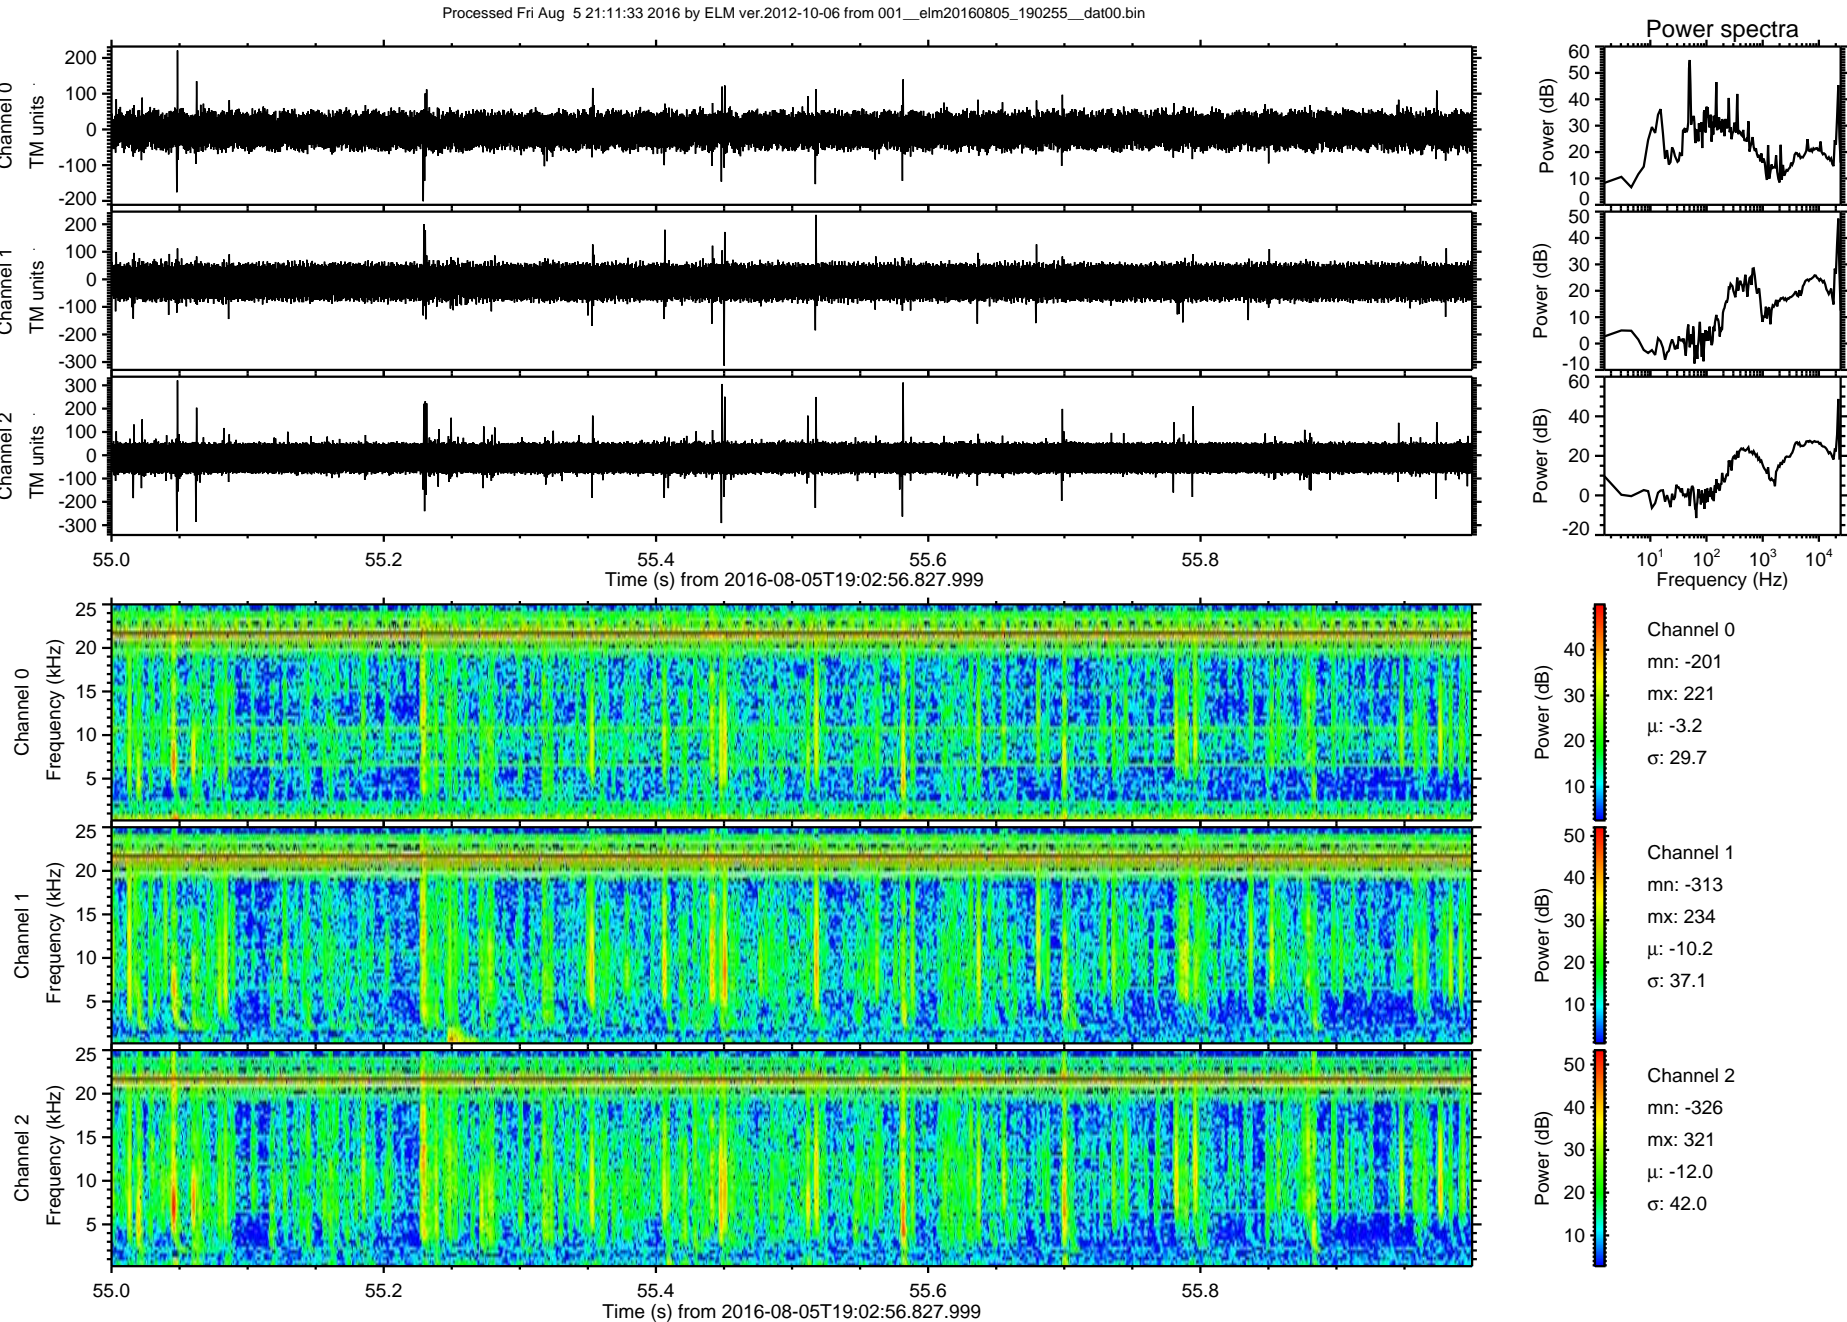 Processed Fri Aug 5 21:11:33 2016 by ELM ver.2012-10-06 from 001__elm20160805_190255__dat00.bin
Power spectra
Channel 0
TM units
200
100
0
-100
-200
Power (dB)
60
50
40
30
20
10
0
Channel 1
TM units
200
100
0
-100
-200
-300
Power (dB)
50
40
30
20
10
0
-10
Channel 2
TM units
300
200
100
0
-100
-200
-300
Power (dB)
60
40
20
0
-20
55.0 55.2 55.4 55.6 55.8
Time (s) from 2016-08-05T19:02:56.827.999
10¹ 10² 10³ 10⁴
Frequency (Hz)
Channel 0
Frequency (kHz)
25
20
15
10
5
Power (dB)
40
30
20
10
Channel 0
mn: -201
mx: 221
μ: -3.2
σ: 29.7
Channel 1
Frequency (kHz)
25
20
15
10
5
Power (dB)
50
40
30
20
10
Channel 1
mn: -313
mx: 234
μ: -10.2
σ: 37.1
Channel 2
Frequency (kHz)
25
20
15
10
5
Power (dB)
50
40
30
20
10
Channel 2
mn: -326
mx: 321
μ: -12.0
σ: 42.0
55.0 55.2 55.4 55.6 55.8
Time (s) from 2016-08-05T19:02:56.827.999